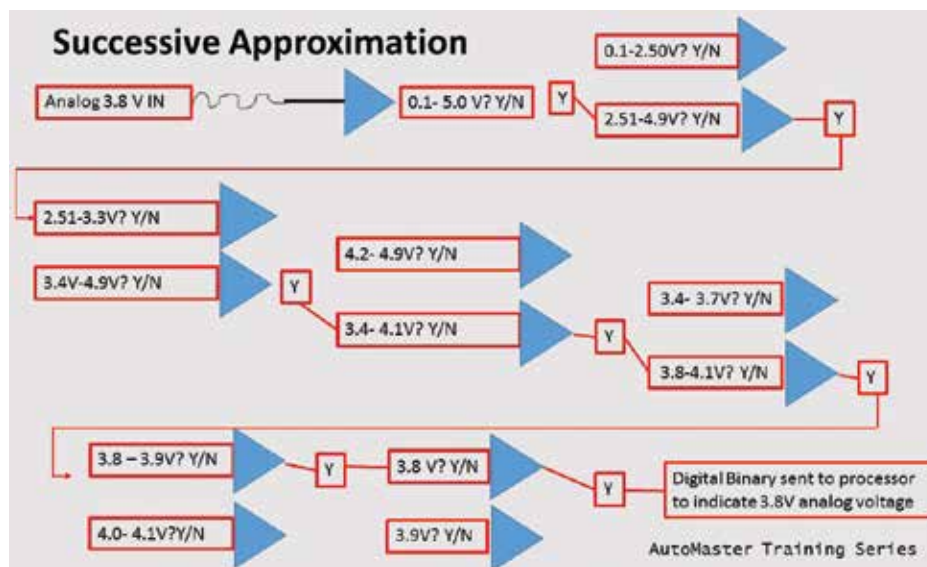 Successive Approximation
Analog 3.8 V IN
0.1- 5.0 V? Y/N
Y
0.1-2.50V? Y/N
2.51-4.9V? Y/N
Y
2.51-3.3V? Y/N
3.4V-4.9V? Y/N
Y
4.2- 4.9V? Y/N
3.4- 4.1V? Y/N
Y
3.4- 3.7V? Y/N
3.8-4.1V? Y/N
Y
3.8 – 3.9V? Y/N
4.0- 4.1V?Y/N
Y
3.8 V? Y/N
3.9V? Y/N
Y
Digital Binary sent to processor
to indicate 3.8V analog voltage
AutoMaster Training Series